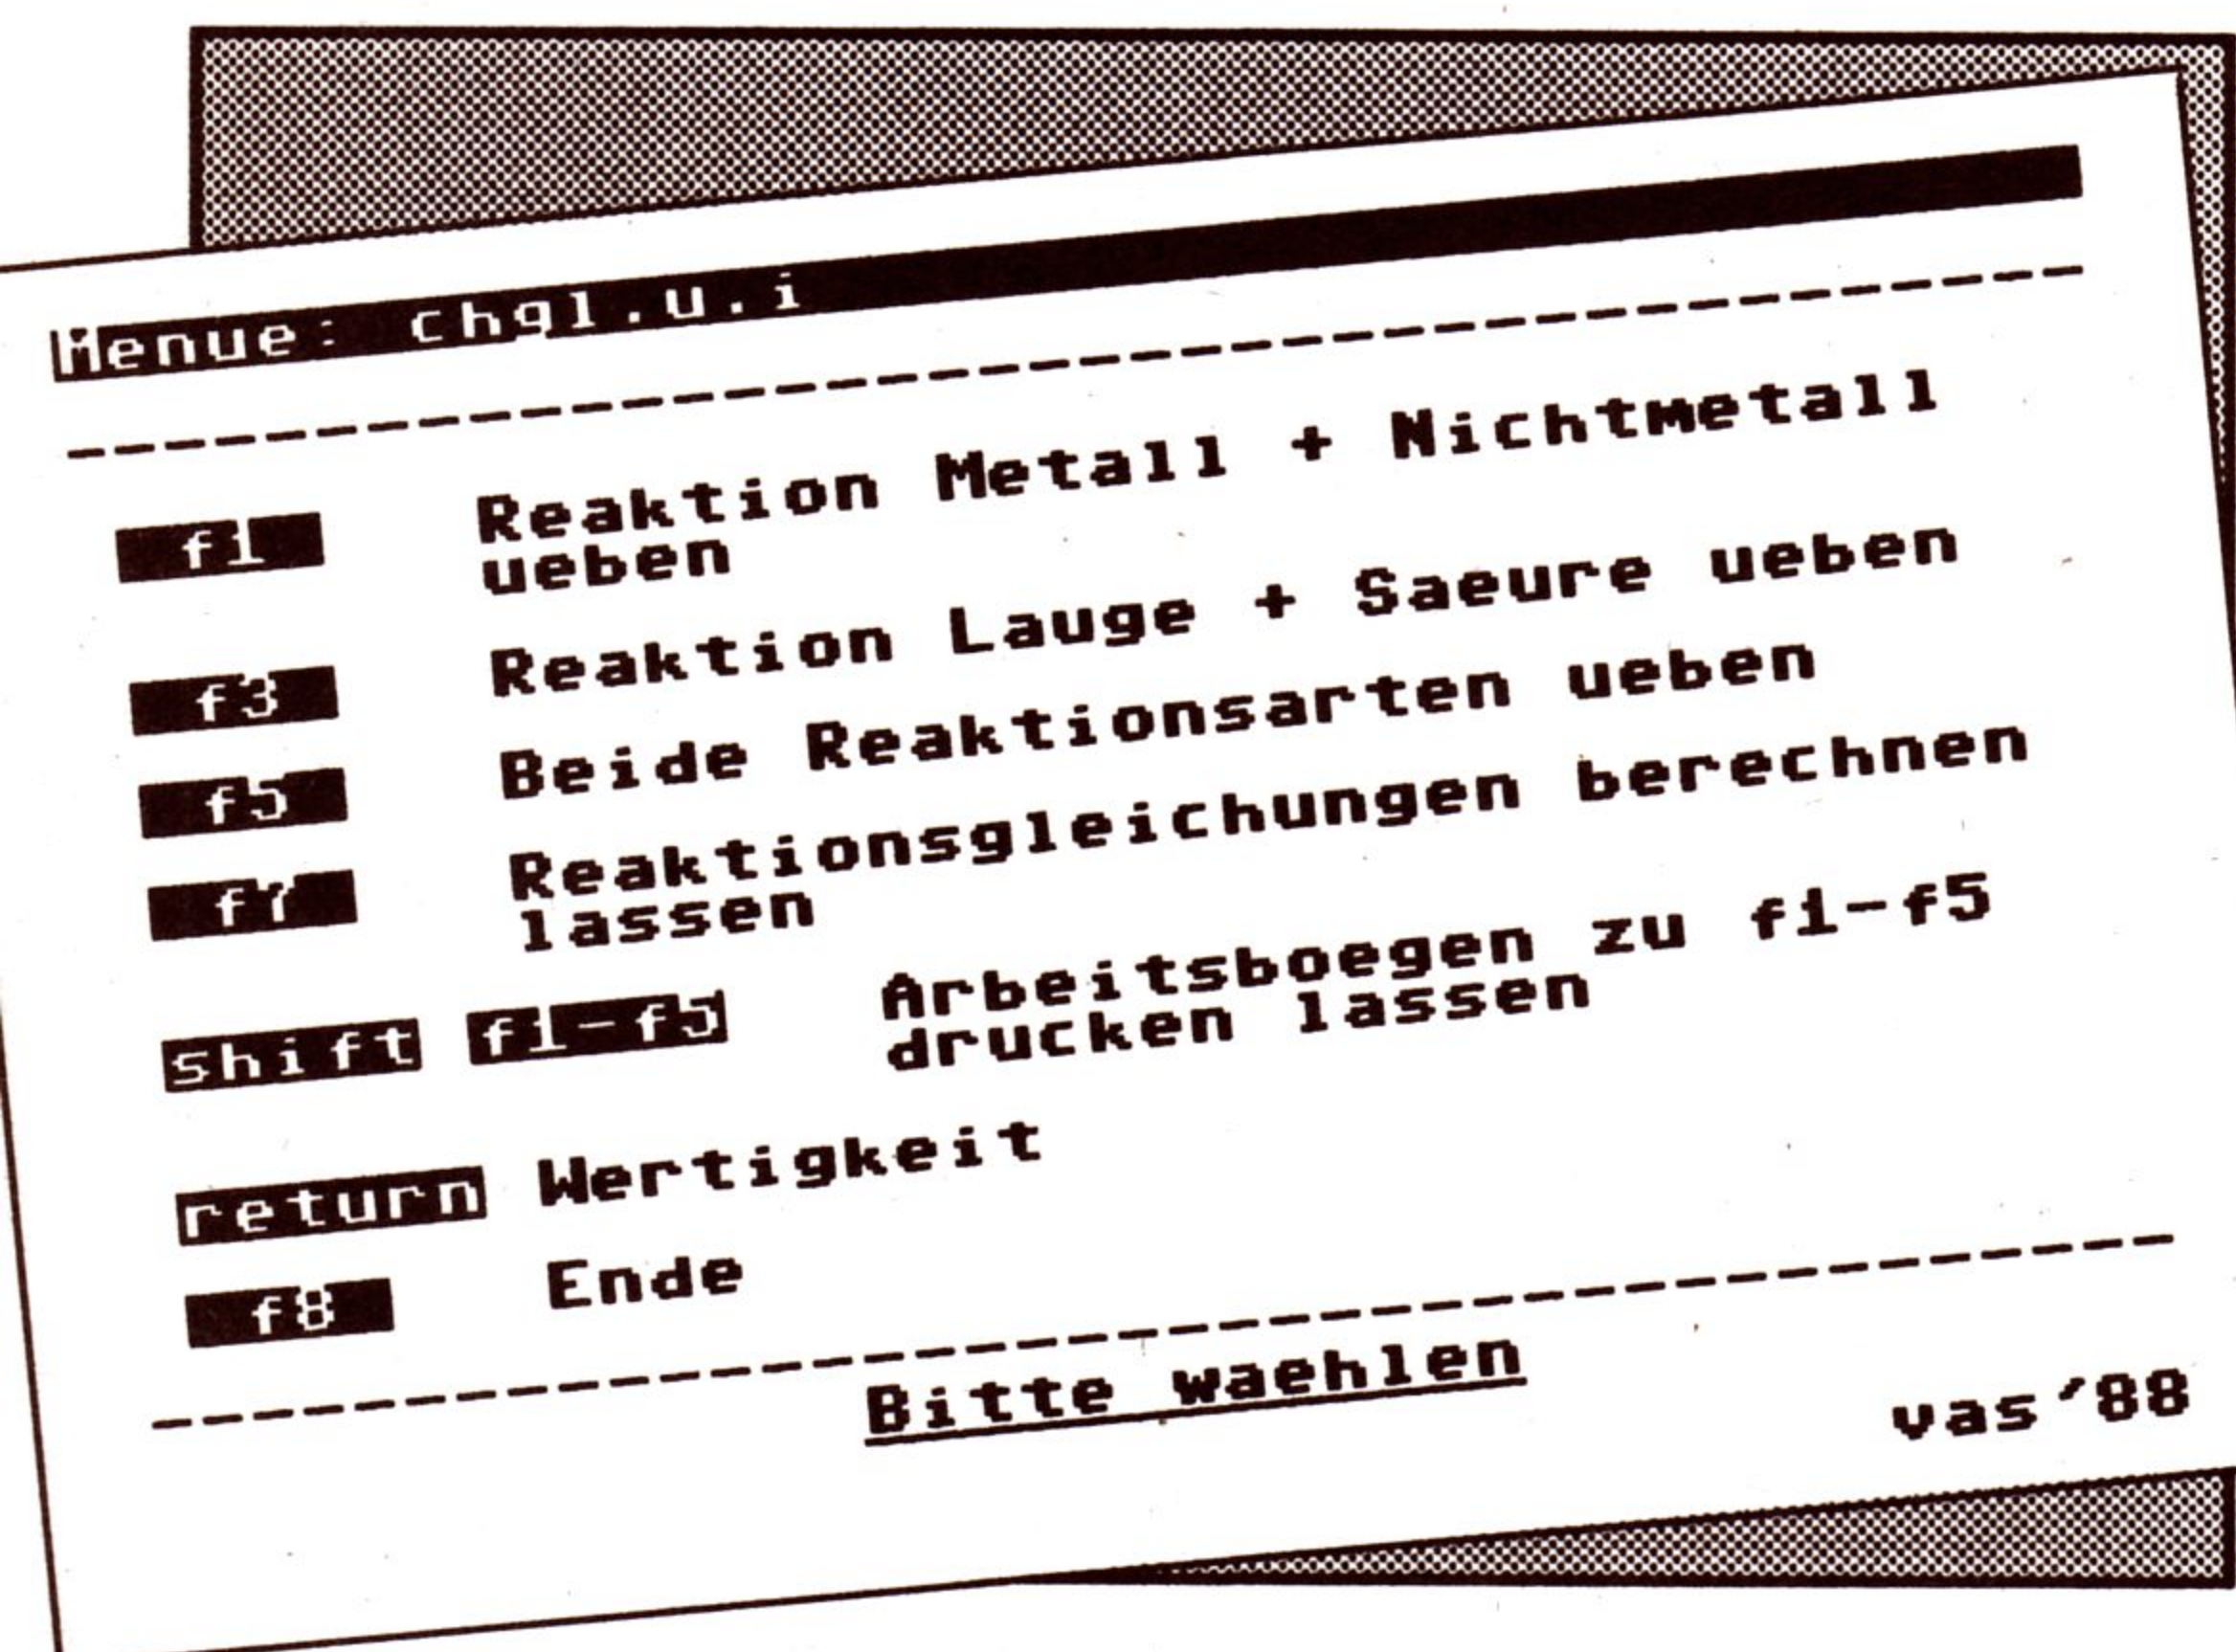 Menue: chgl.u.i
f1 Reaktion Metall + Nichtmetall
ueben
f3 Reaktion Lauge + Saeure ueben
f5 Beide Reaktionsarten ueben
f7 Reaktionsgleichungen berechnen
lassen
shift f1-f5 Arbeitsboegen zu f1-f5
drucken lassen
return Wertigkeit
f8 Ende
Bitte waehlen
vas'88